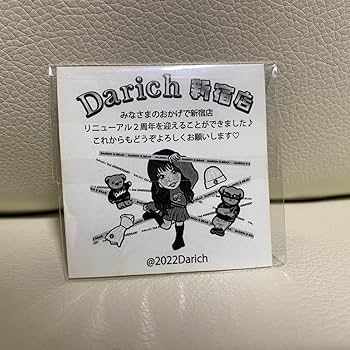 Darich 新宿店
みなさまのおかげで新宿店
リニューアル２周年を迎えることができました♪
これからもどうぞよろしくお願いします♡
@2022Darich